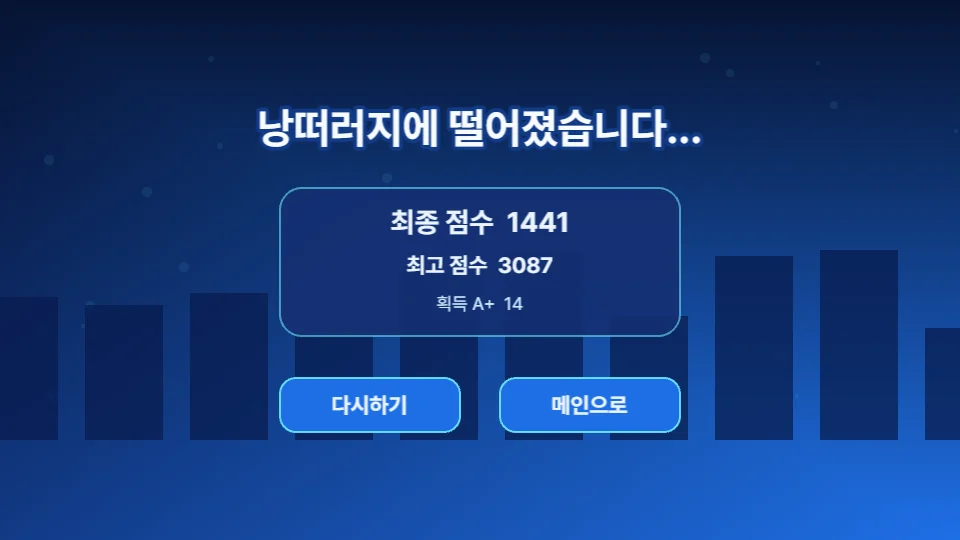 낭떠러지에 떨어졌습니다...
최종 점수 1441
최고 점수 3087
획득 A+ 14
다시하기
메인으로